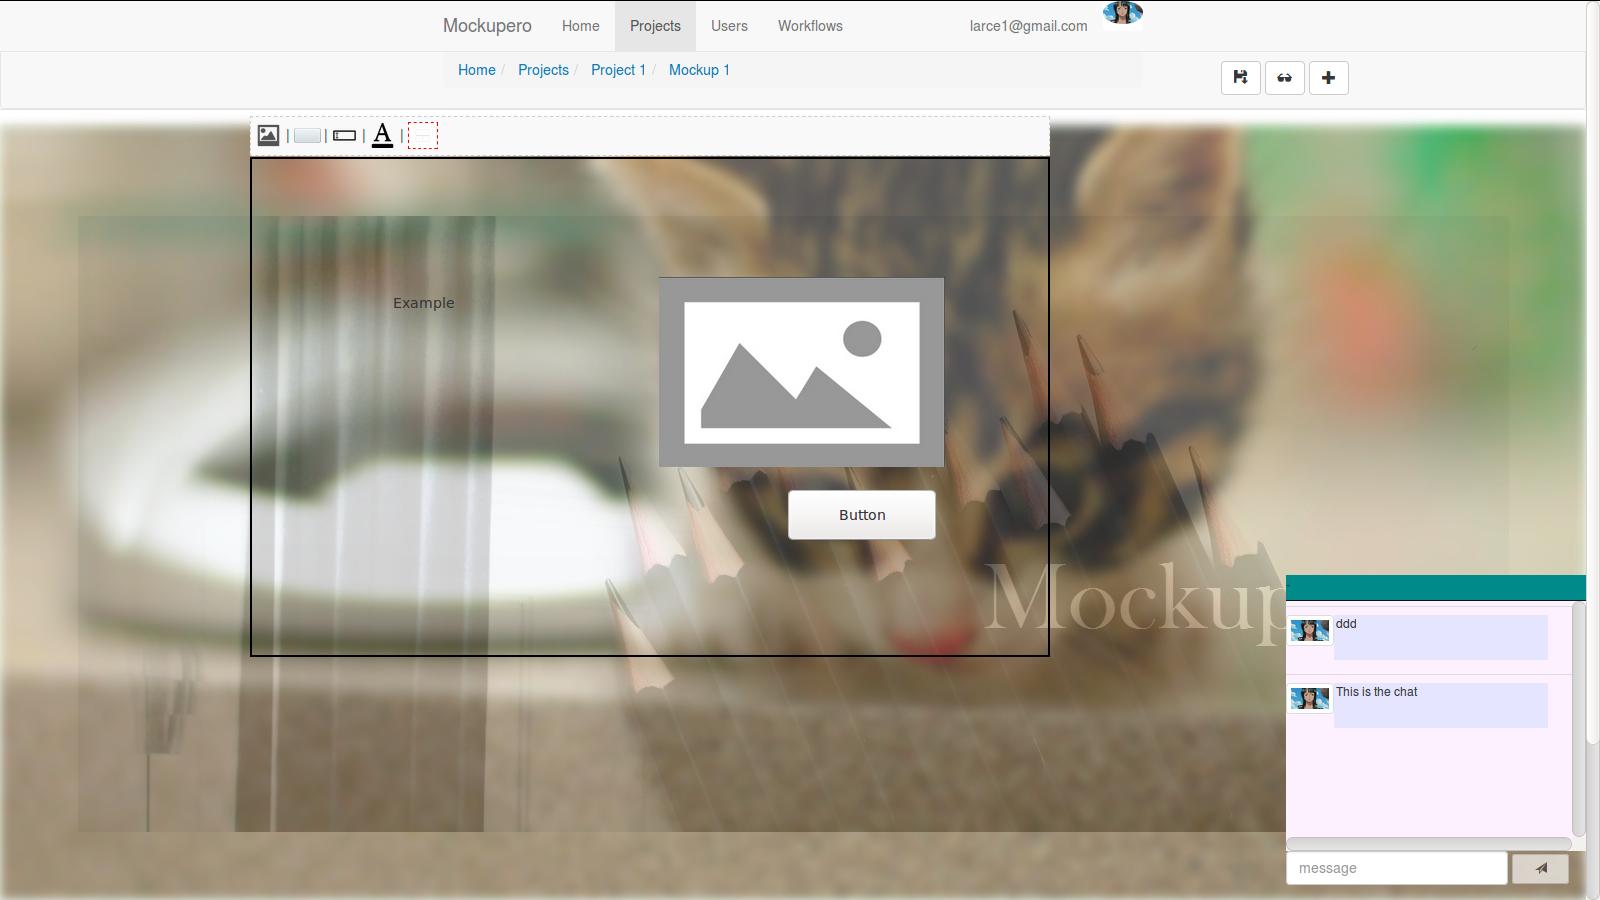 Mockupero Home Projects Users Workflows larce1@gmail.com
Home / Projects / Project 1 / Mockup 1
| | | A |
Example
Button
Mockup
ddd
This is the chat
message